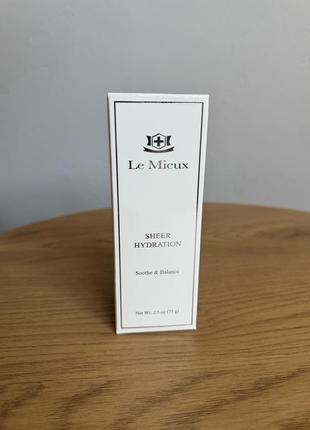 Le Mieux
SHEER
HYDRATION
Soothe & Balance
Net Wt. 2.5 oz (71 g)